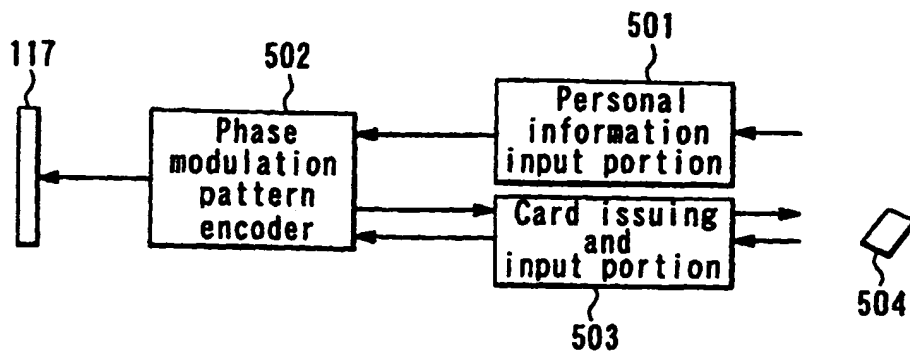 117
502
501
Phase
modulation
pattern
encoder
Personal
information
input portion
Card issuing
and
input portion
503
504